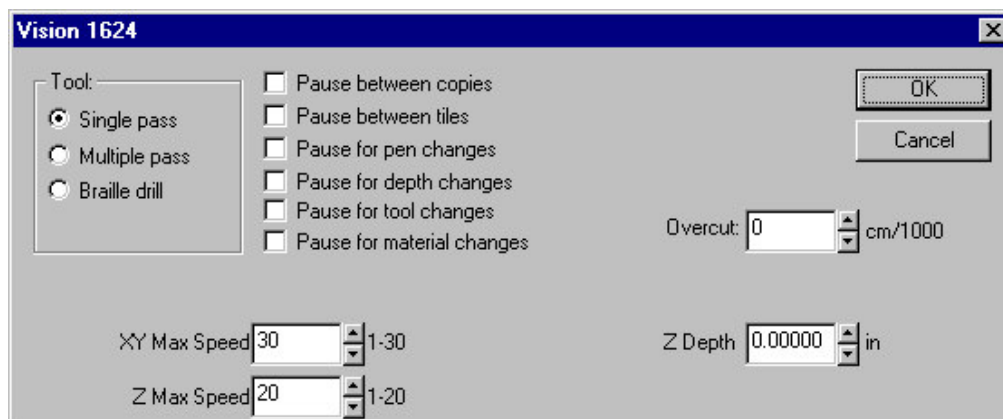 Vision 1624
Tool:
Single pass
Multiple pass
Braille drill
Pause between copies
Pause between tiles
Pause for pen changes
Pause for depth changes
Pause for tool changes
Pause for material changes
OK
Cancel
Overcut: 0 cm/1000
XY Max Speed 30 1-30
Z Depth 0.00000 in
Z Max Speed 20 1-20